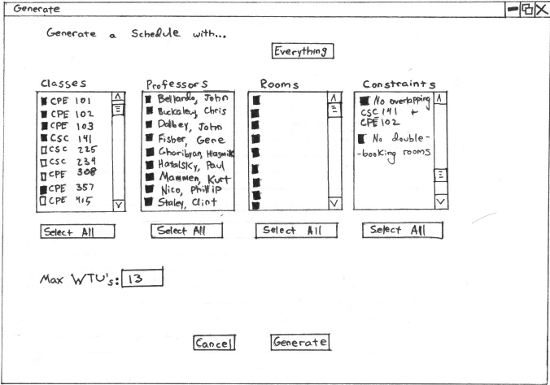 Generate
Generate a Schedule with...
Everything
Classes
CPE 101
CPE 102
CPE 103
CSC 141
CSC 225
CSC 234
CPE 308
CPE 357
CPE 415
Select All
Professors
Bellardo, John
Buckalew, Chris
Dalbey, John
Fisher, Gene
Ghoribyan, Hasmik
Hatalsky, Paul
Mammen, Kurt
Nico, Phillip
Staley, Clint
Select All
Rooms
Select All
Constraints
No overlapping
CSC 141 +
CPE 102
No double-
-booking rooms
Select All
Max WTU's: 13
Cancel
Generate